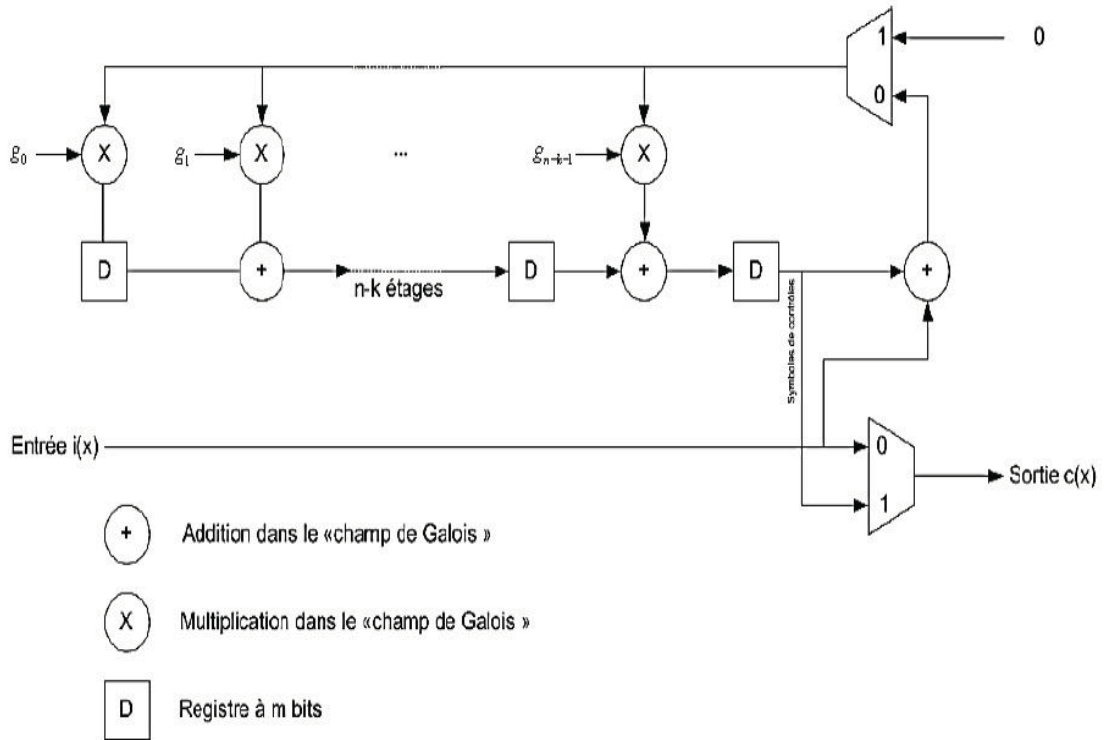 1
0
0
g₀
X
g₁
X
...
gₙ₋ₖ₋₁
X
D
+
n-k étages
D
+
D
+
Symboles de contrôles
Entrée i(x)
0
1
Sortie c(x)
+
Addition dans le «champ de Galois »
X
Multiplication dans le «champ de Galois »
D
Registre à m bits